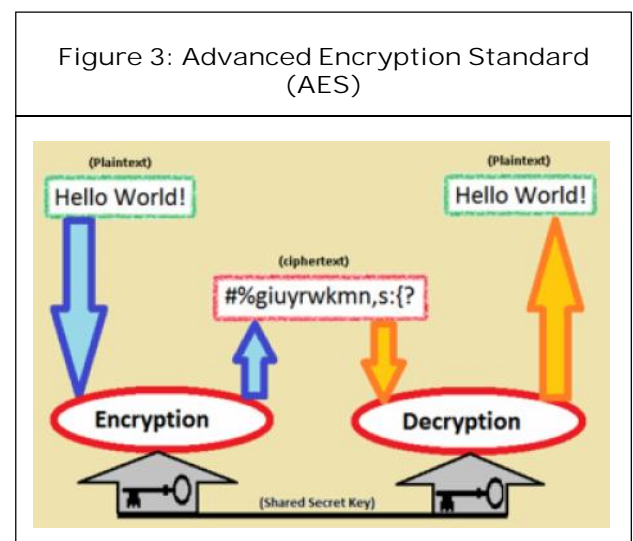 Figure 3: Advanced Encryption Standard
(AES)
(Plaintext)
Hello World!
(Plaintext)
Hello World!
(ciphertext)
#%giuyrwkmn,s:{?
Encryption
Decryption
(Shared Secret Key)